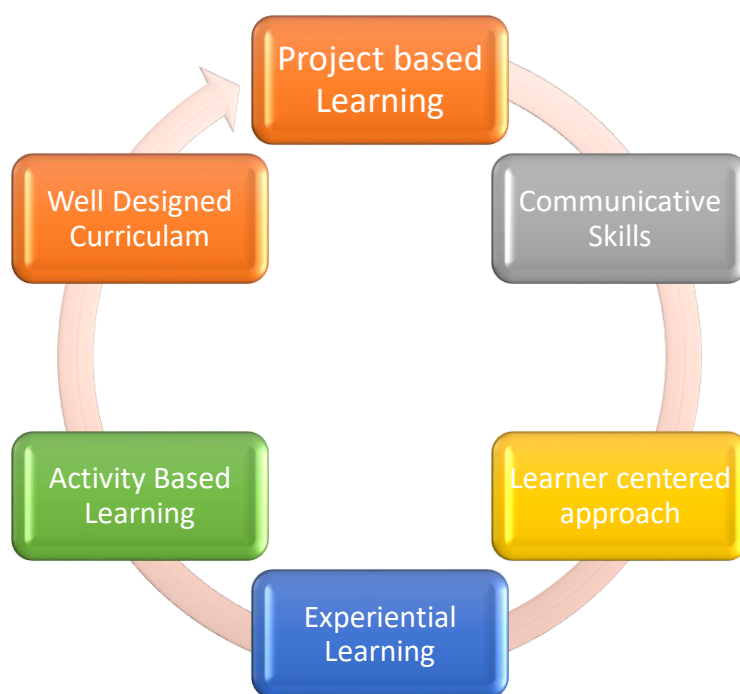 Project based
Learning
Communicative
Skills
Learner centered
approach
Experiential
Learning
Activity Based
Learning
Well Designed
Curriculam